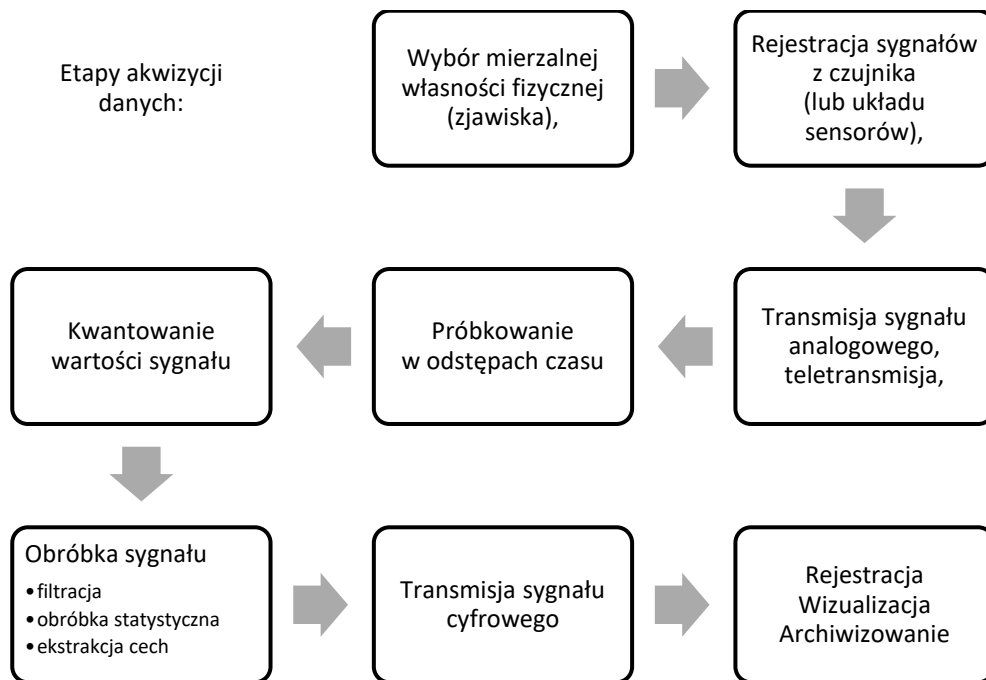 Etapy akwizycji
danych:
Wybór mierzalnej
własności fizycznej
(zjawiska),
Rejestracja sygnałów
z czujnika
(lub układu
sensorów),
Transmisja sygnału
analogowego,
teletransmisja,
Próbkowanie
w odstępach czasu
Kwantowanie
wartości sygnału
Obróbka sygnału
•filtracja
•obróbka statystyczna
•ekstrakcja cech
Transmisja sygnału
cyfrowego
Rejestracja
Wizualizacja
Archiwizowanie